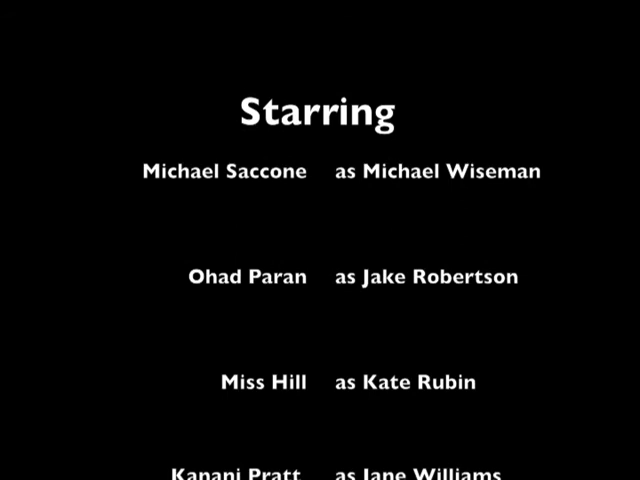 Starring
Michael Saccone as Michael Wiseman
Ohad Paran as Jake Robertson
Miss Hill as Kate Rubin
Kanani Pratt as Jane Williams